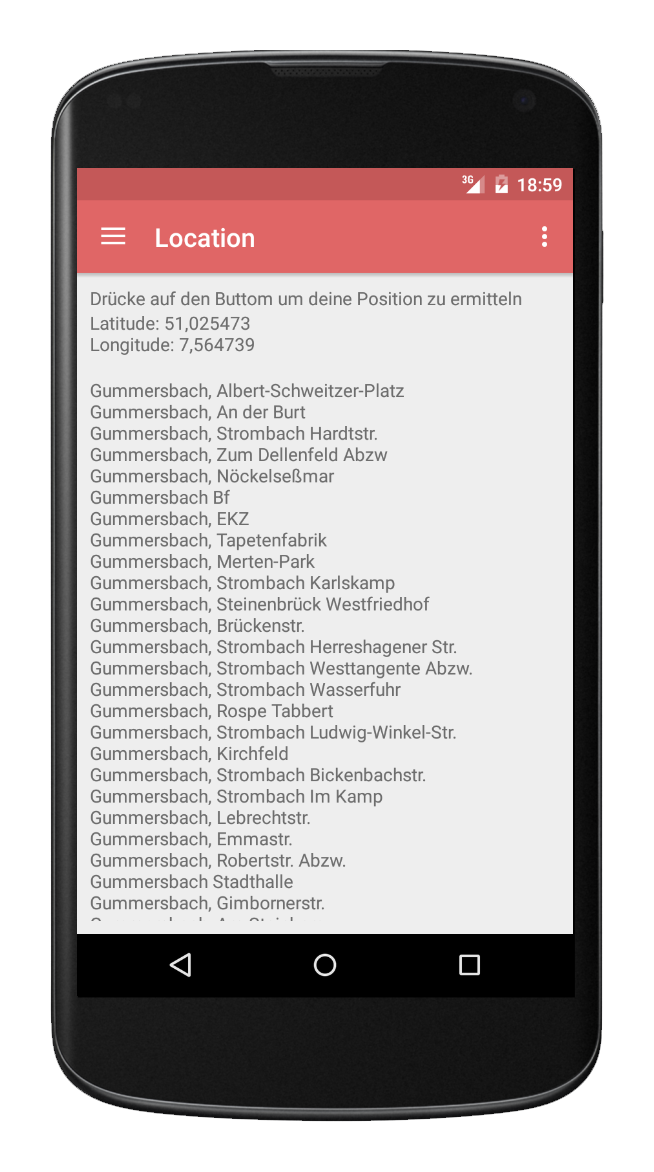 3G 18:59
Location
Drücke auf den Buttom um deine Position zu ermitteln
Latitude: 51,025473
Longitude: 7,564739
Gummersbach, Albert-Schweitzer-Platz
Gummersbach, An der Burt
Gummersbach, Strombach Hardtstr.
Gummersbach, Zum Dellenfeld Abzw
Gummersbach, Nöckelseßmar
Gummersbach Bf
Gummersbach, EKZ
Gummersbach, Tapetenfabrik
Gummersbach, Merten-Park
Gummersbach, Strombach Karlskamp
Gummersbach, Steinenbrück Westfriedhof
Gummersbach, Brückenstr.
Gummersbach, Strombach Herreshagener Str.
Gummersbach, Strombach Westtangente Abzw.
Gummersbach, Strombach Wasserfuhr
Gummersbach, Rospe Tabbert
Gummersbach, Strombach Ludwig-Winkel-Str.
Gummersbach, Kirchfeld
Gummersbach, Strombach Bickenbachstr.
Gummersbach, Strombach Im Kamp
Gummersbach, Lebrechtstr.
Gummersbach, Emmastr.
Gummersbach, Robertstr. Abzw.
Gummersbach Stadthalle
Gummersbach, Gimbornerstr.